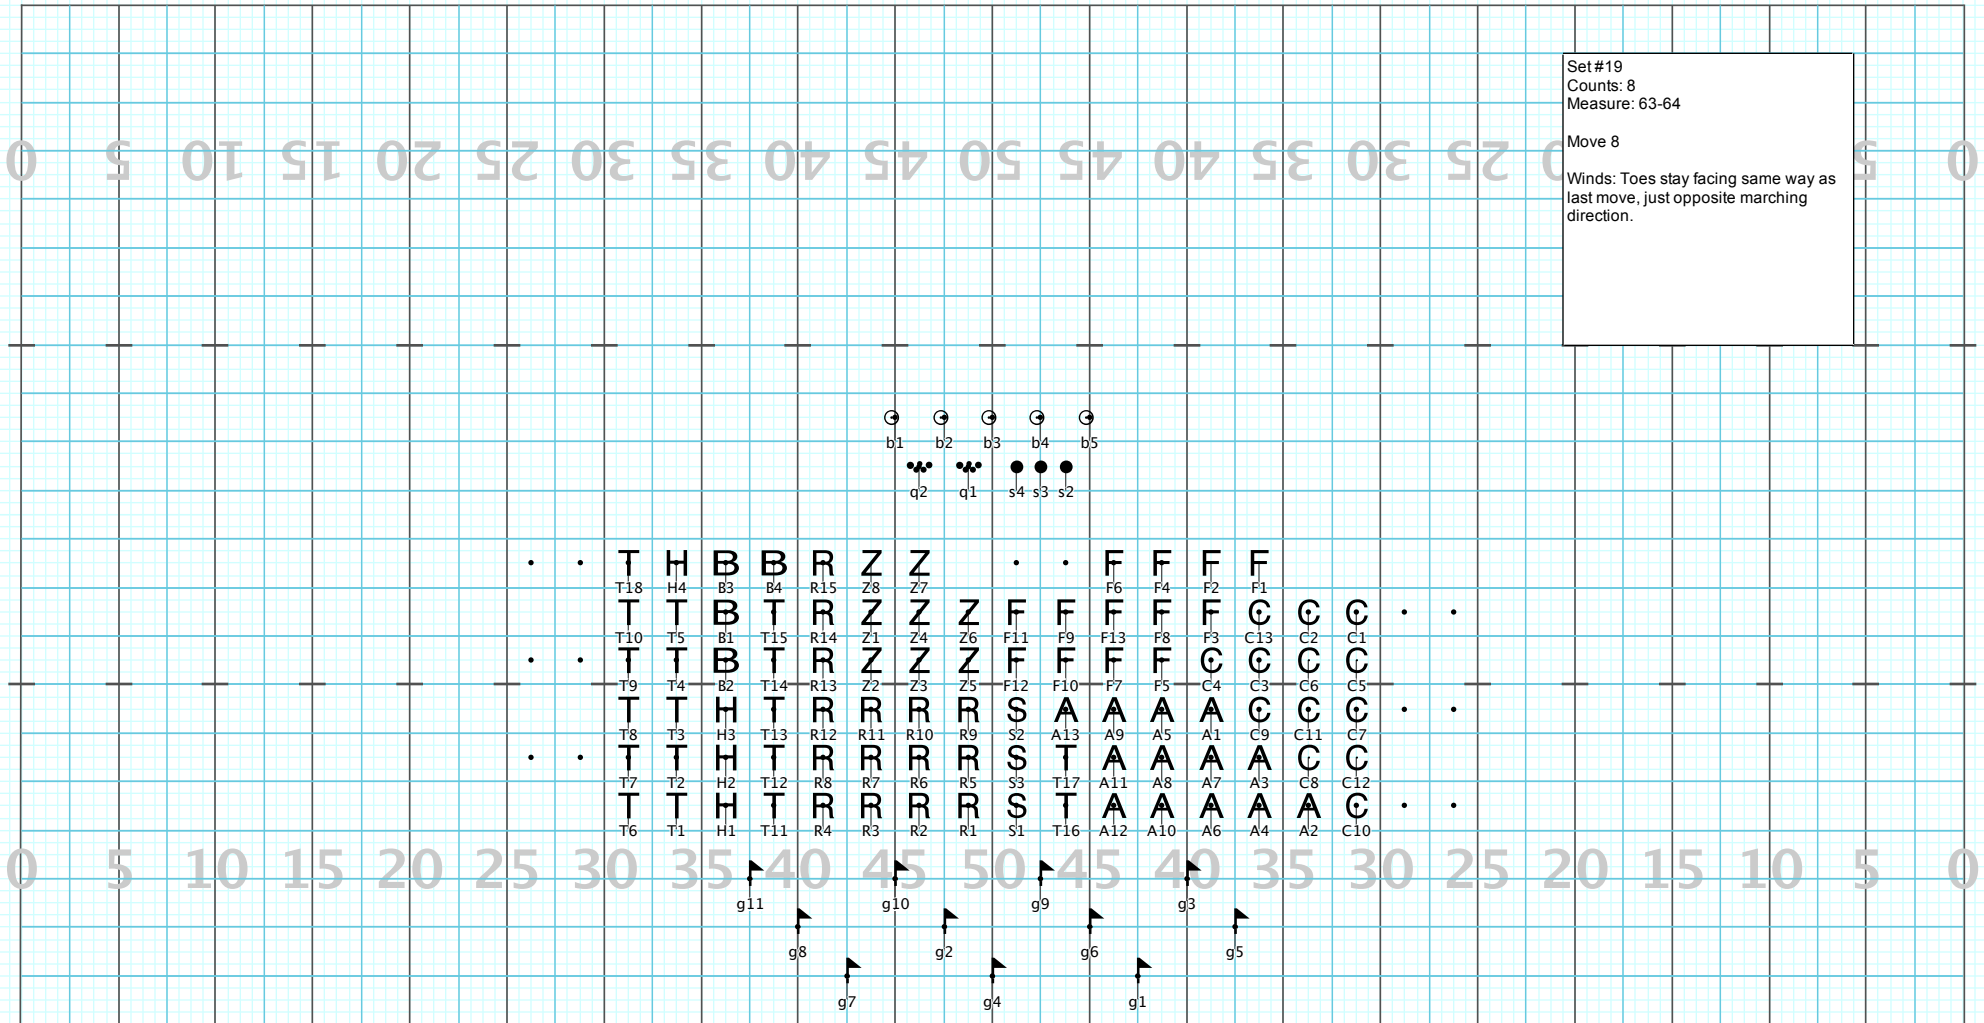 Set #19
Counts: 8
Measure: 63-64
Move 8
Winds: Toes stay facing same way as
last move, just opposite marching
direction.
0 5 10 15 20 25 30 35 40 45 50 45 40 35 30 25 5 0
b1 b2 b3 b4 b5
q2 q1 s4 s3 s2
T H B B R Z Z F F F F
T18 H4 B3 B4 R15 Z8 Z7 F6 F4 F2 F1
T T B T R Z Z Z F F F F F C C C
T10 T5 B1 T15 R14 Z1 Z4 Z6 F11 F9 F13 F8 F3 C13 C2 C1
T T B T R Z Z Z F F F F C C C C
T9 T4 B2 T14 R13 Z2 Z3 Z5 F12 F10 F7 F5 C4 C3 C6 C5
T T H T R R R R S A A A A C C C
T8 T3 H3 T13 R12 R11 R10 R9 S2 A13 A9 A5 A1 C9 C11 C7
T T H T R R R R S T A A A A C C
T7 T2 H2 T12 R8 R7 R6 R5 S3 T17 A11 A8 A7 A3 C8 C12
T T H T R R R R S T A A A A A C
T6 T1 H1 T11 R4 R3 R2 R1 S1 T16 A12 A10 A6 A4 A2 C10
0 5 10 15 20 25 30 35 40 45 50 45 40 35 30 25 20 15 10 5 0
g11 g10 g9 g3
g8 g2 g6 g5
g7 g4 g1